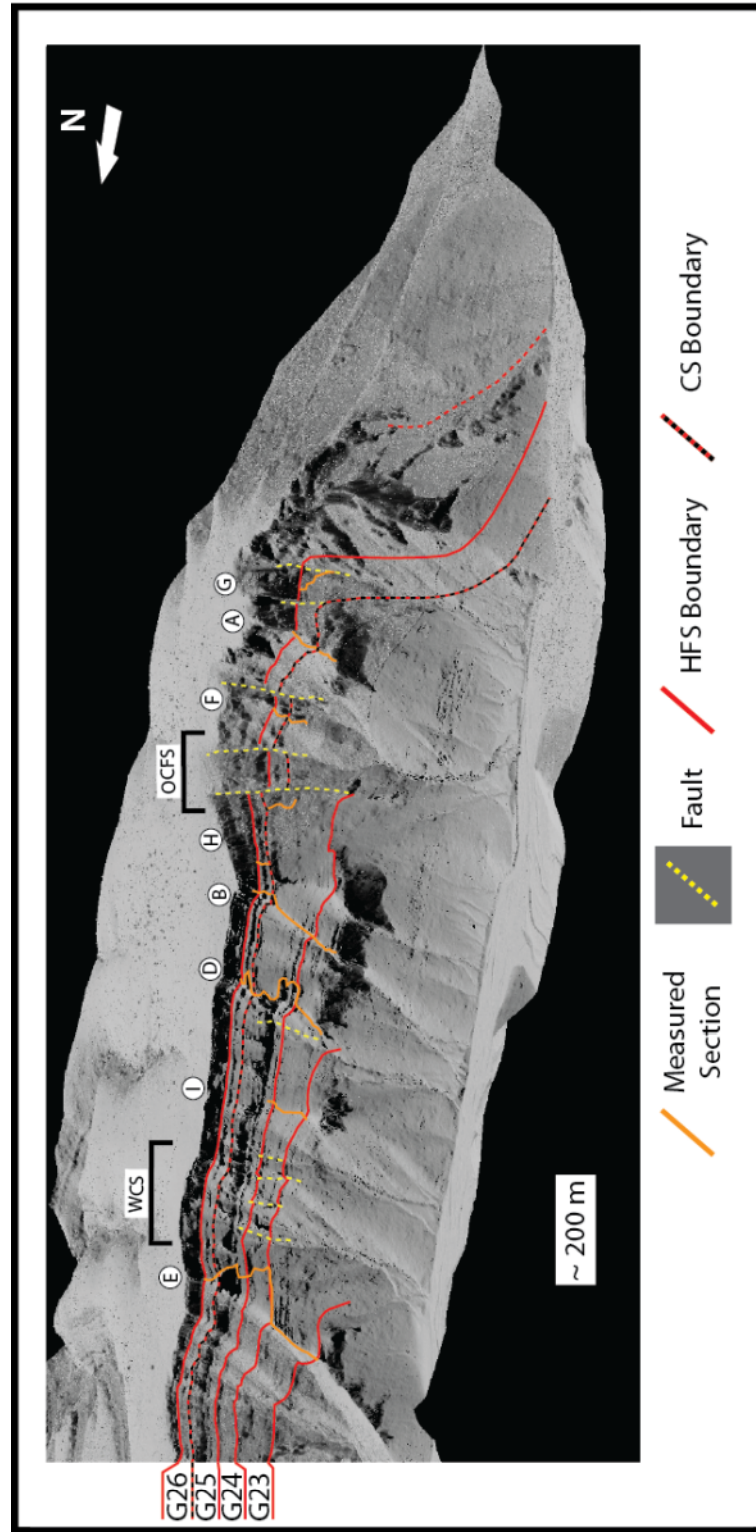 N
G
A
F
OCFS
H
B
D
I
WCS
E
G26
G25
G24
G23
~ 200 m
Measured
Section
Fault
HFS Boundary
CS Boundary